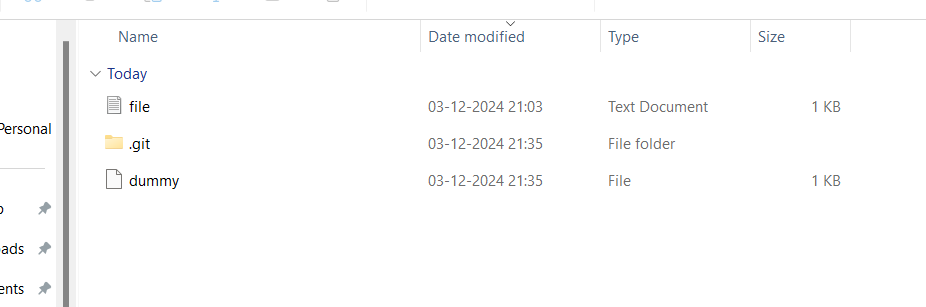 Name Date modified Type Size
Today
file 03-12-2024 21:03 Text Document 1 KB
Personal
.git 03-12-2024 21:35 File folder
dummy 03-12-2024 21:35 File 1 KB
oads
ents